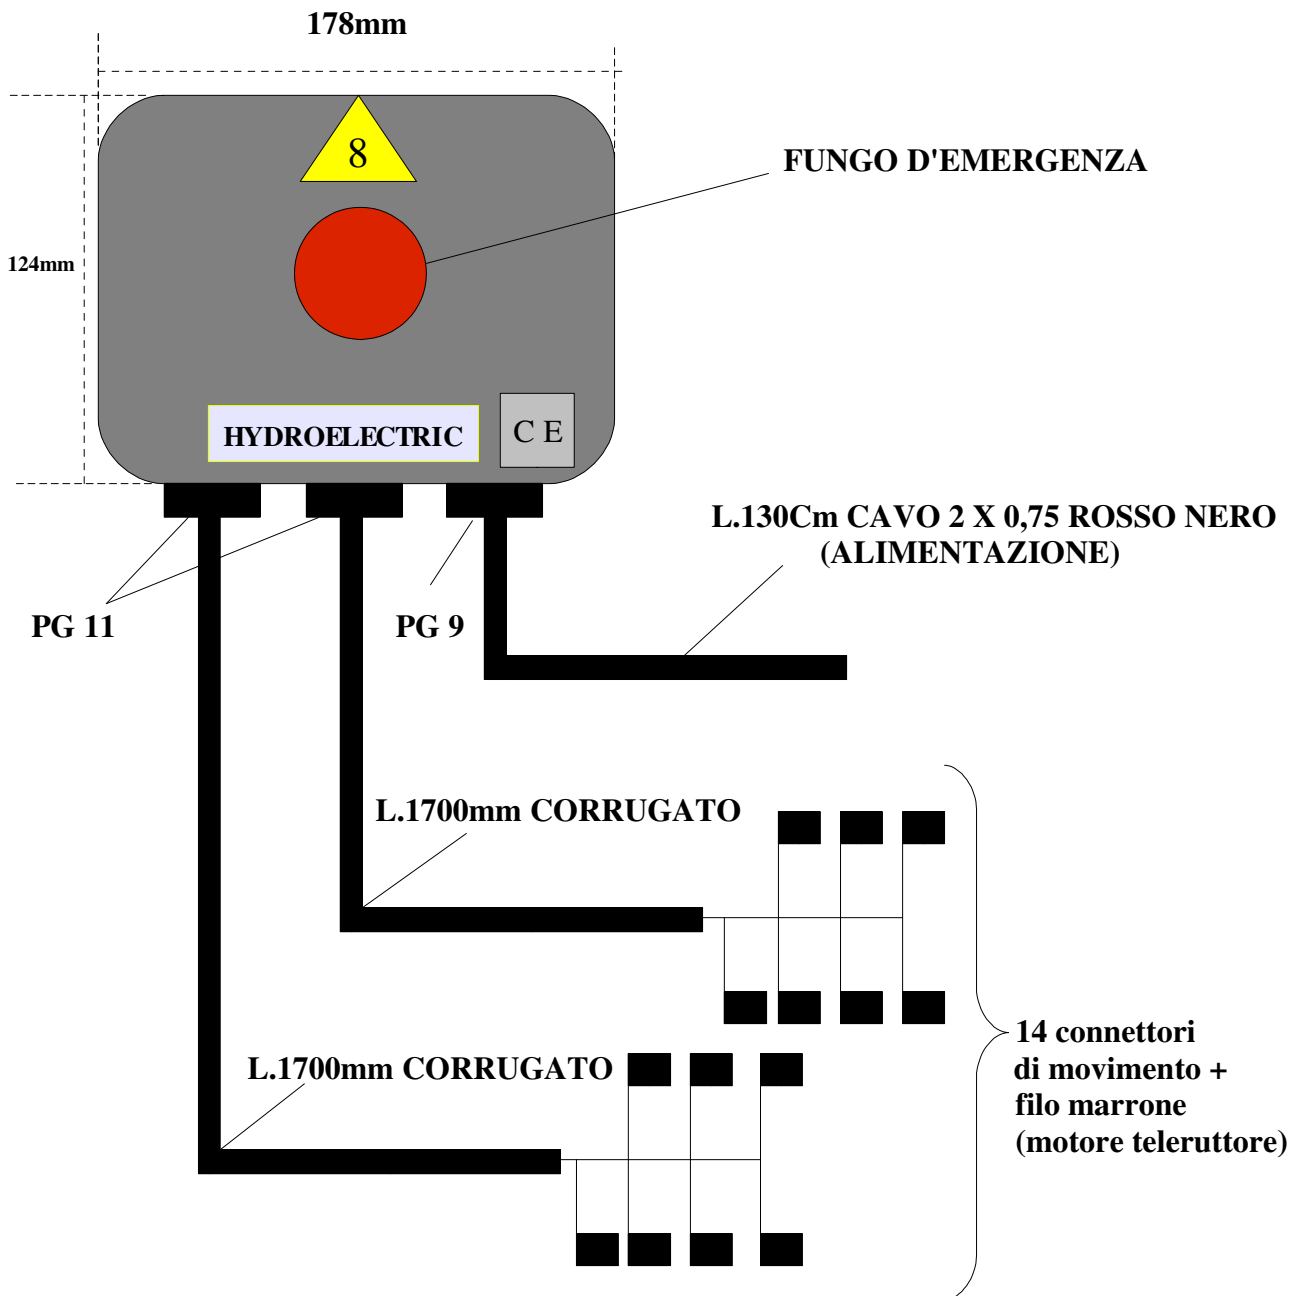 178mm
8
FUNGO D'EMERGENZA
124mm
HYDROELECTRIC
C E
L.130Cm CAVO 2 X 0,75 ROSSO NERO
(ALIMENTAZIONE)
PG 11
PG 9
L.1700mm CORRUGATO
L.1700mm CORRUGATO
14 connettori
di movimento +
filo marrone
(motore teleruttore)